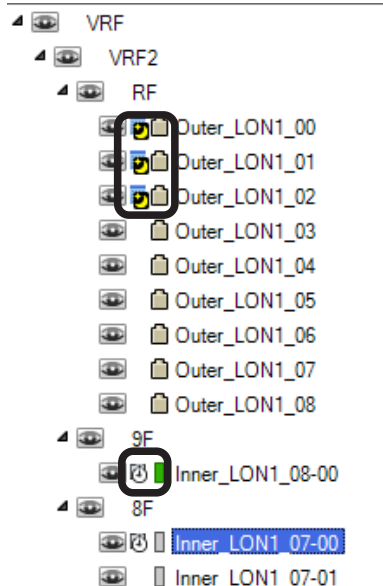 VRF
VRF2
RF
Outer_LON1_00
Outer_LON1_01
Outer_LON1_02
Outer_LON1_03
Outer_LON1_04
Outer_LON1_05
Outer_LON1_06
Outer_LON1_07
Outer_LON1_08
9F
Inner_LON1_08-00
8F
Inner_LON1_07-00
Inner_LON1_07-01